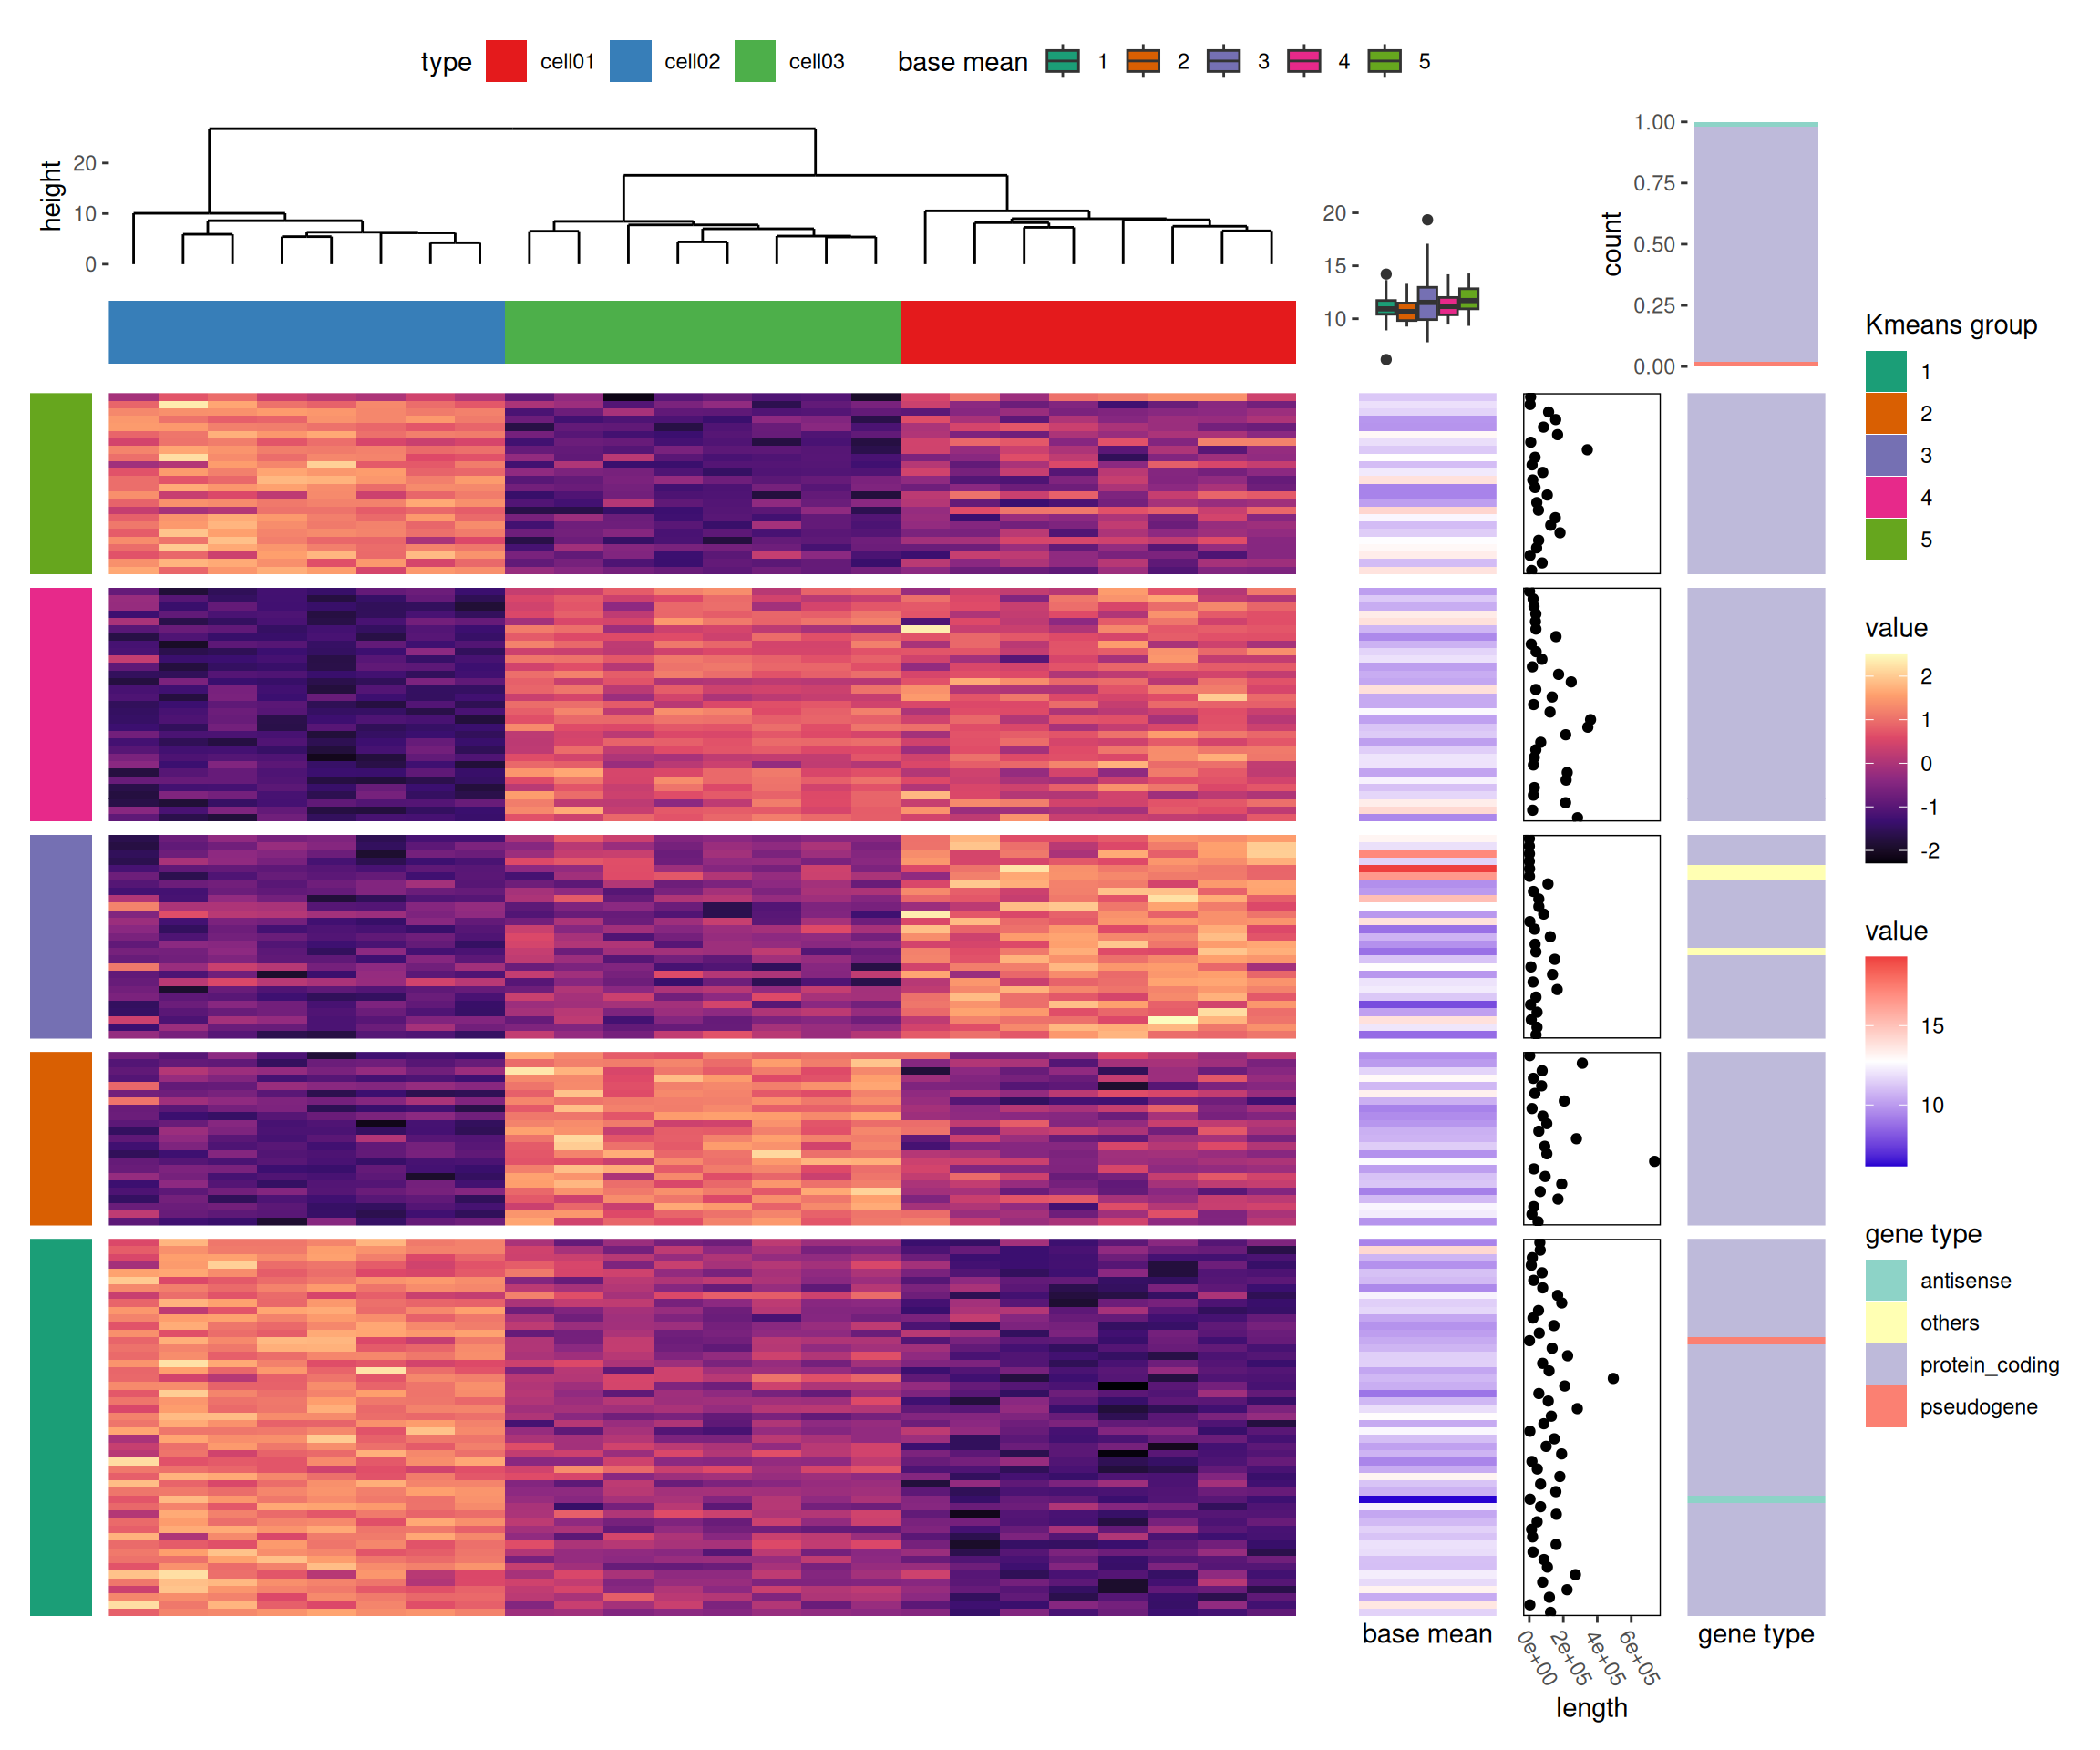 type cell01 cell02 cell03 base mean 1 2 3 4 5
height
20
10
0
20
15
10
count
1.00
0.75
0.50
0.25
0.00
Kmeans group
1
2
3
4
5
value
2
1
0
-1
-2
value
15
10
gene type
antisense
others
protein_coding
pseudogene
base mean
0e+00 2e+05 4e+05 6e+05
length
gene type